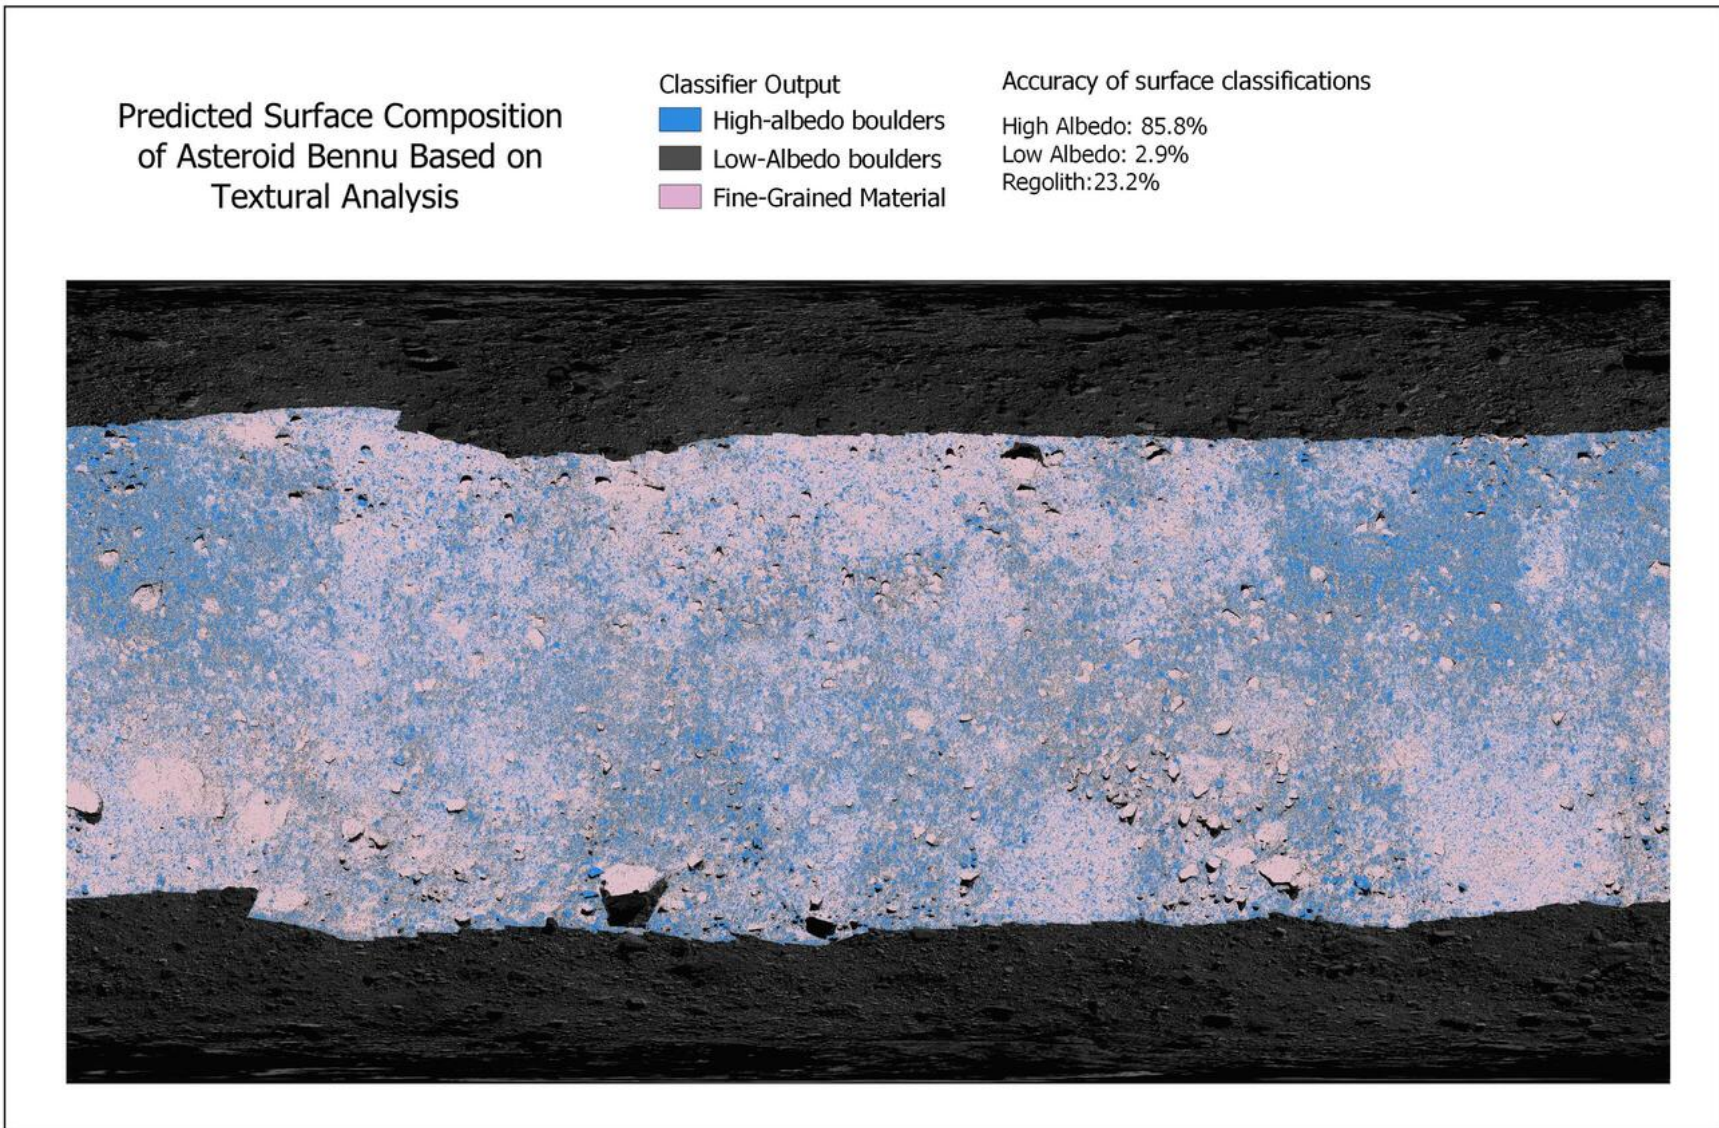 Predicted Surface Composition
of Asteroid Bennu Based on
Textural Analysis
Classifier Output
High-albedo boulders
Low-Albedo boulders
Fine-Grained Material
Accuracy of surface classifications
High Albedo: 85.8%
Low Albedo: 2.9%
Regolith:23.2%